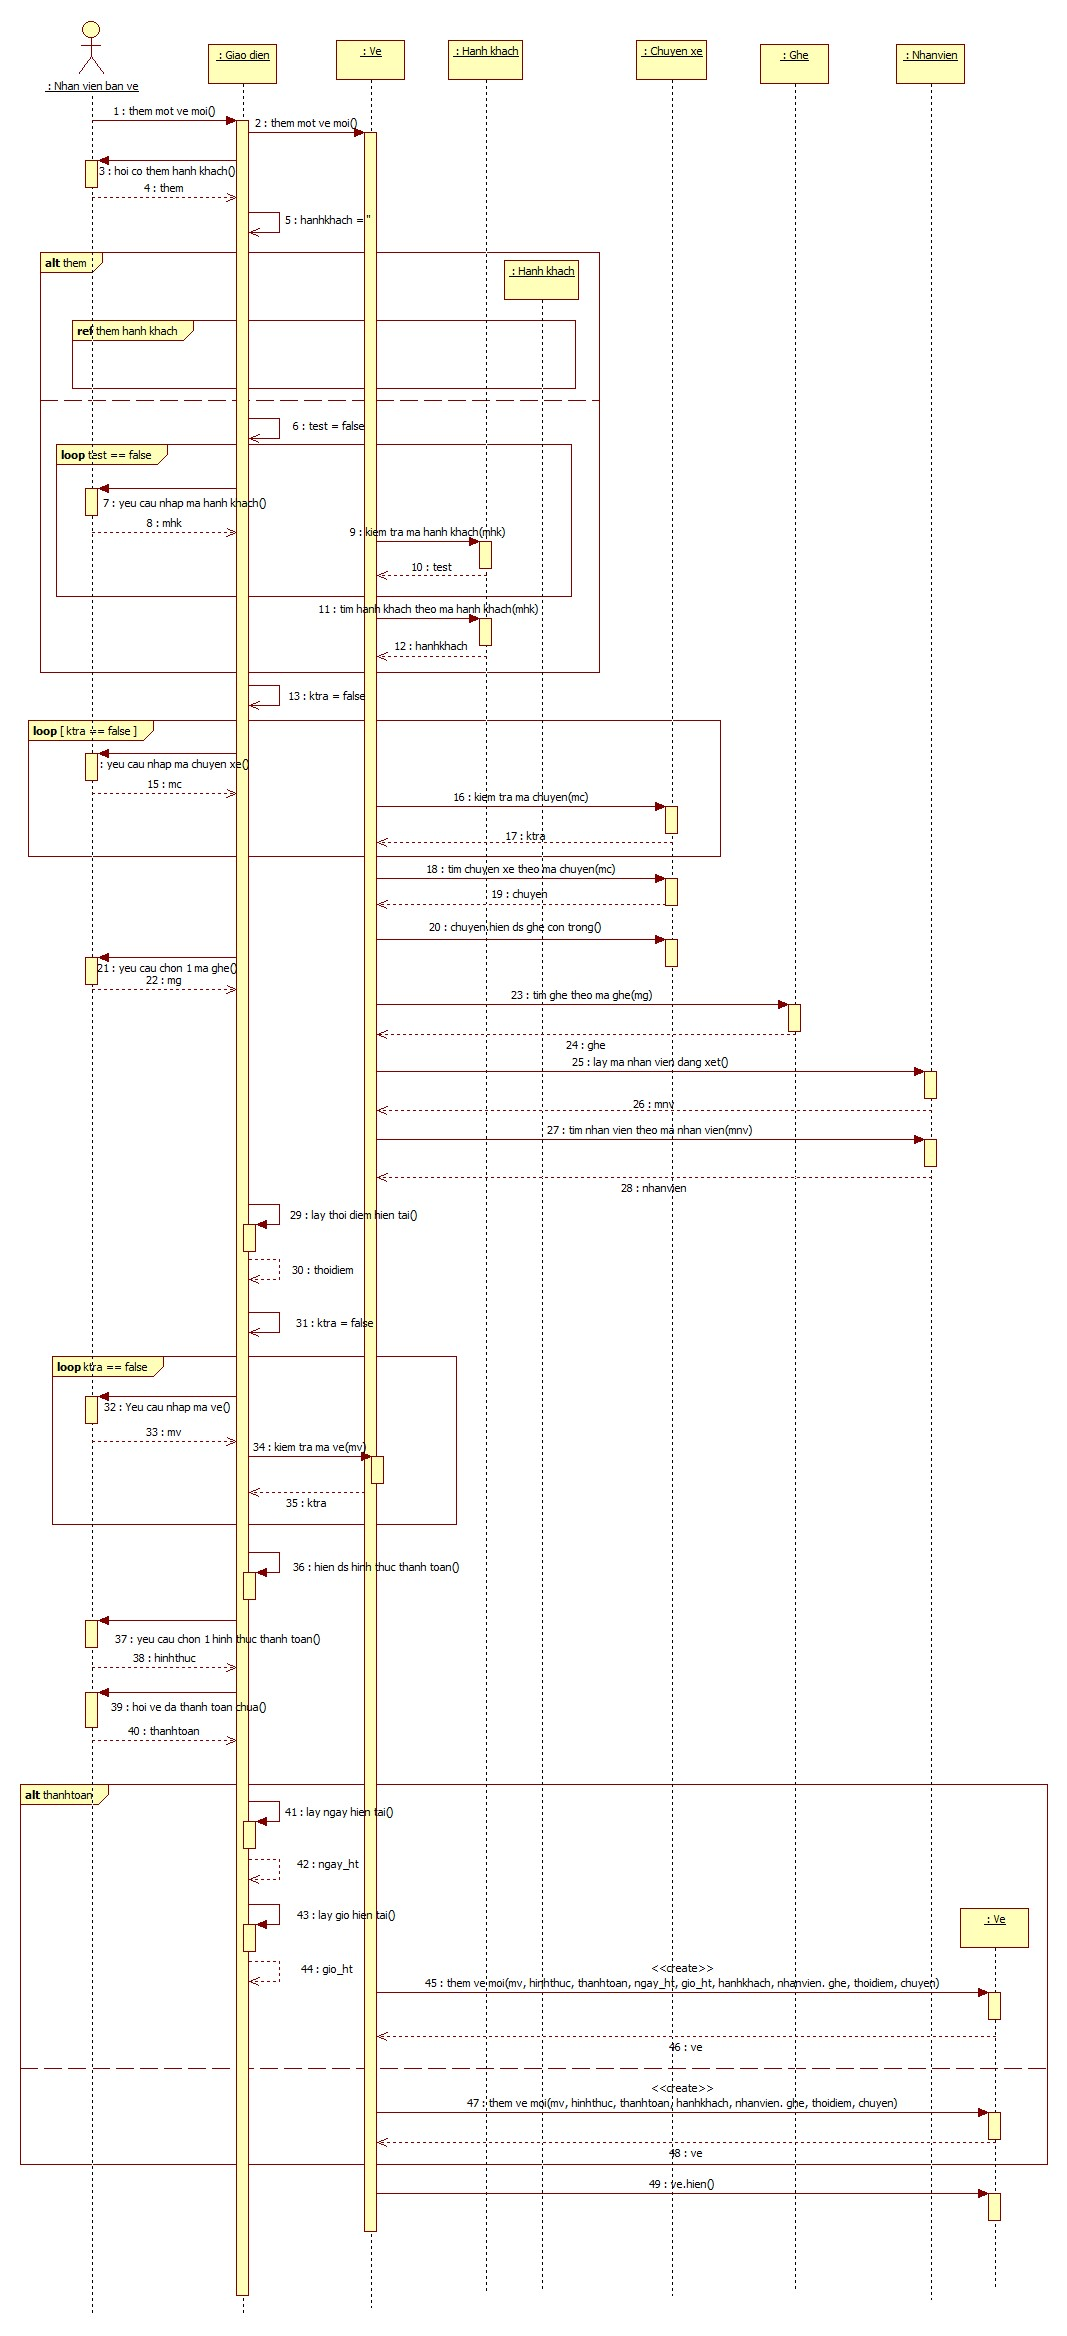 : Nhan vien ban ve
: Giao dien
: Ve
: Hanh khach
: Chuyen xe
: Ghe
: Nhanvien
1 : them mot ve moi()
2 : them mot ve moi()
3 : hoi co them hanh khach()
4 : them
5 : hanhkhach = "
alt them
: Hanh khach
ref them hanh khach
6 : test = false
loop test == false
7 : yeu cau nhap ma hanh khach()
8 : mhk
9 : kiem tra ma hanh khach(mhk)
10 : test
11 : tim hanh khach theo ma hanh khach(mhk)
12 : hanhkhach
13 : ktra = false
loop [ ktra == false ]
: yeu cau nhap ma chuyen xe()
15 : mc
16 : kiem tra ma chuyen(mc)
17 : ktra
18 : tim chuyen xe theo ma chuyen(mc)
19 : chuyen
20 : chuyen.hien ds ghe con trong()
21 : yeu cau chon 1 ma ghe()
22 : mg
23 : tim ghe theo ma ghe(mg)
24 : ghe
25 : lay ma nhan vien dang xet()
26 : mnv
27 : tim nhan vien theo ma nhan vien(mnv)
28 : nhanvien
29 : lay thoi diem hien tai()
30 : thoidiem
31 : ktra = false
loop ktra == false
32 : Yeu cau nhap ma ve()
33 : mv
34 : kiem tra ma ve(mv)
35 : ktra
36 : hien ds hinh thuc thanh toan()
37 : yeu cau chon 1 hinh thuc thanh toan()
38 : hinhthuc
39 : hoi ve da thanh toan chua()
40 : thanhtoan
alt thanhtoan
41 : lay ngay hien tai()
42 : ngay_ht
43 : lay gio hien tai()
: Ve
44 : gio_ht
<<create>>
45 : them ve moi(mv, hinhthuc, thanhtoan, ngay_ht, gio_ht, hanhkhach, nhanvien. ghe, thoidiem, chuyen)
46 : ve
<<create>>
47 : them ve moi(mv, hinhthuc, thanhtoan, hanhkhach, nhanvien. ghe, thoidiem, chuyen)
48 : ve
49 : ve.hien()